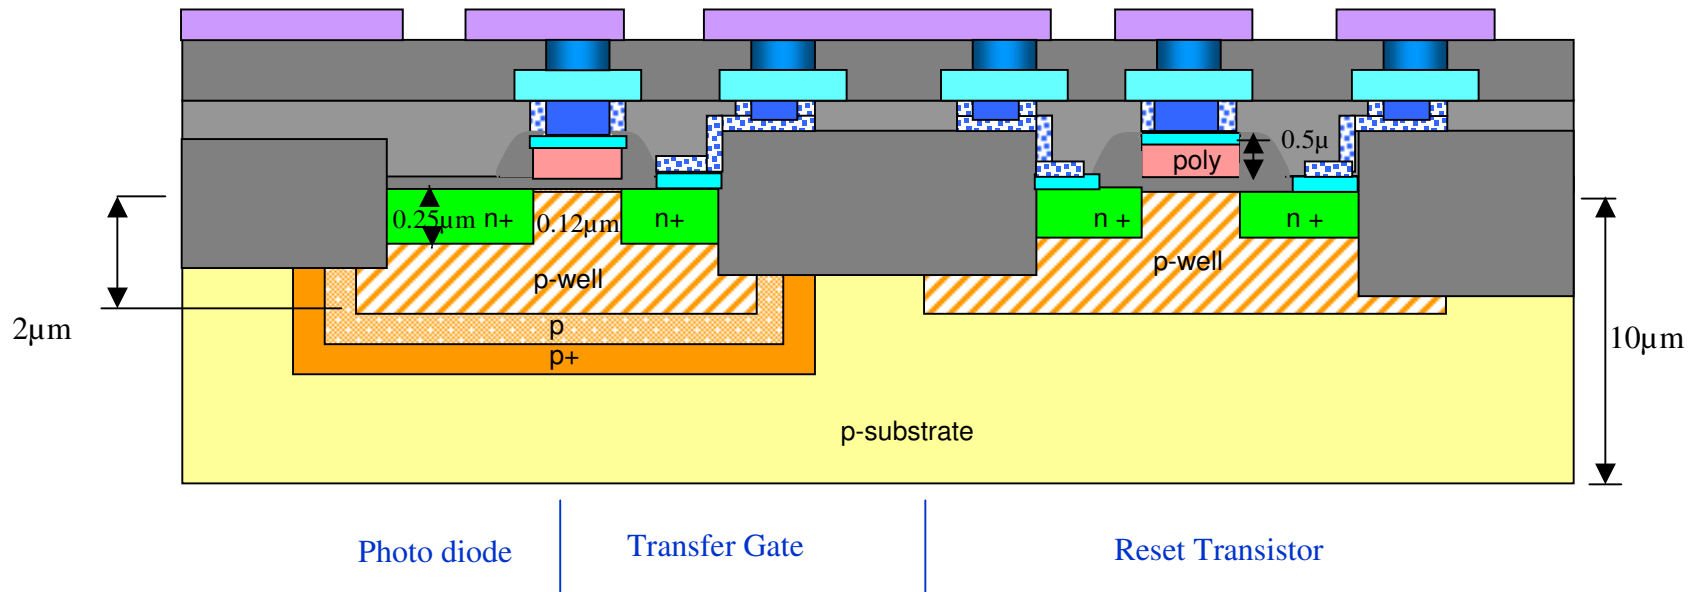 0.5µ
poly
0.25µm
n+
0.12µm
n+
n +
n +
p-well
p-well
2µm
p
10µm
p+
p-substrate
Photo diode
Transfer Gate
Reset Transistor